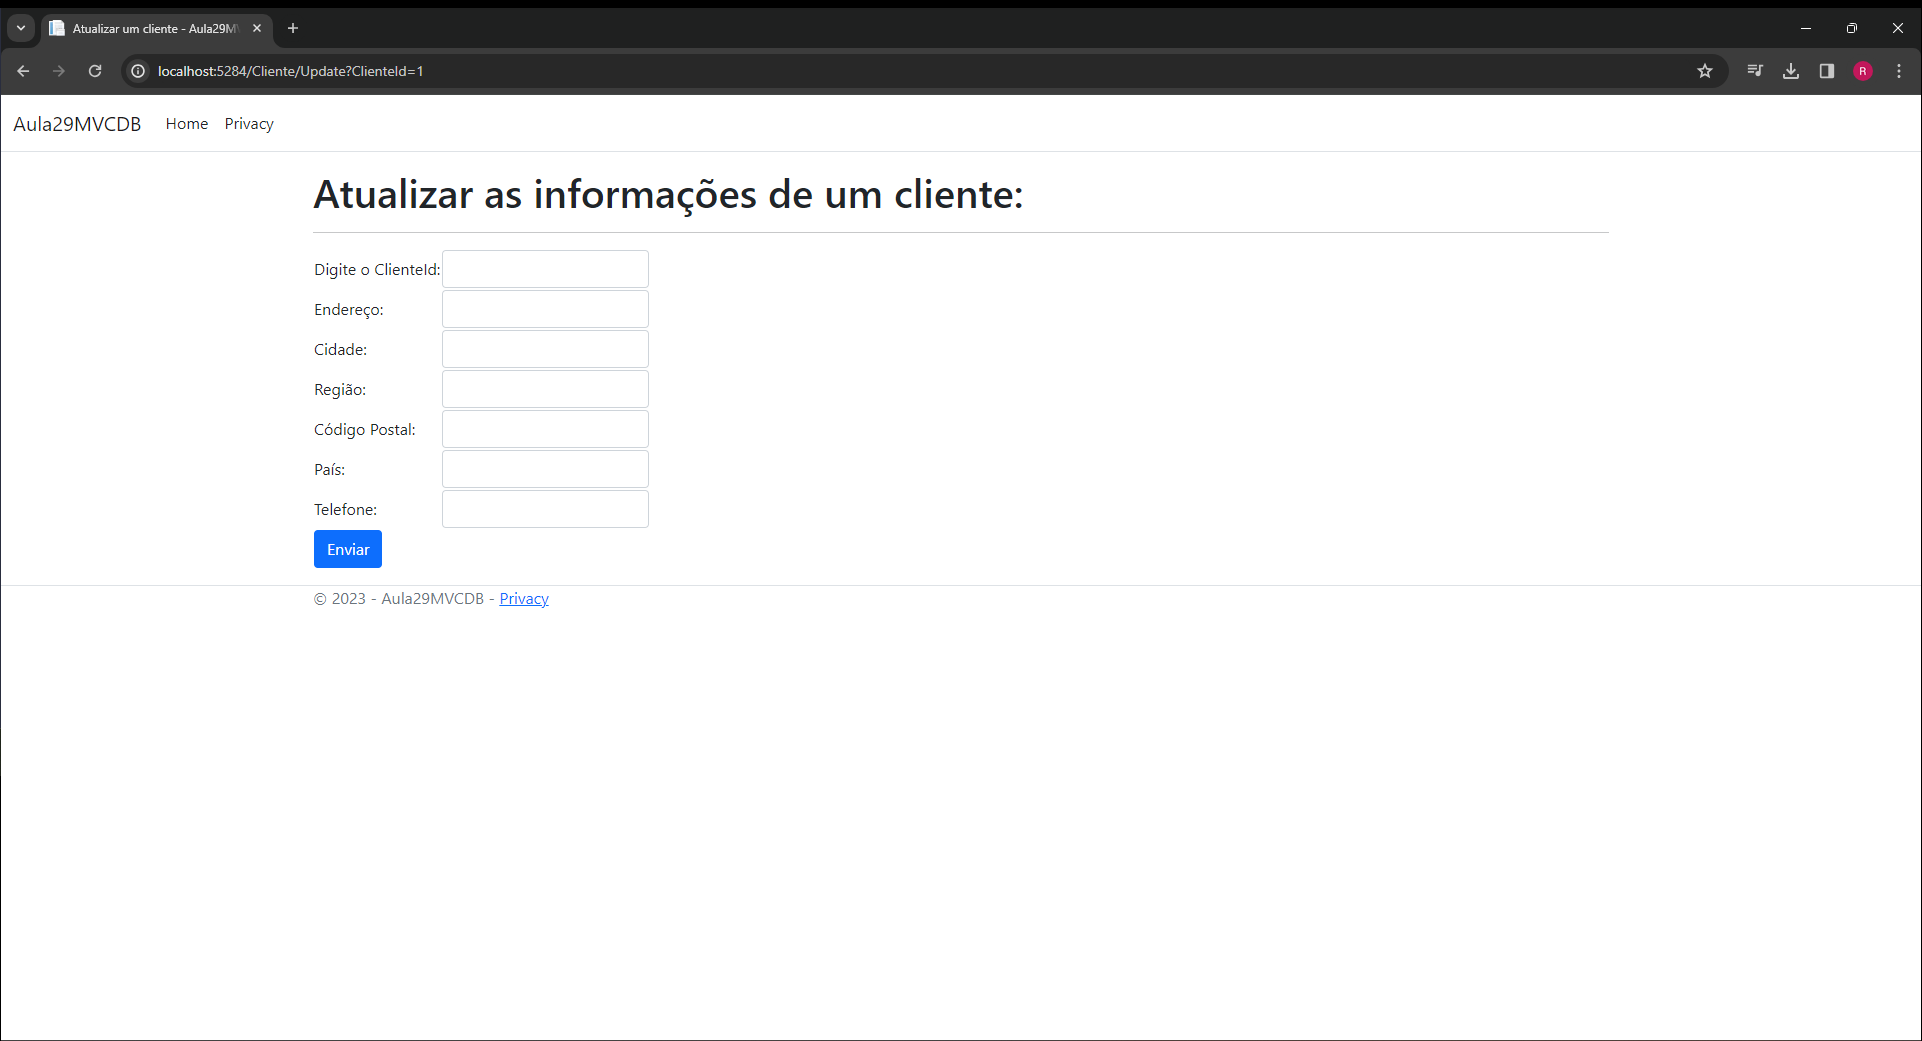 Atualizar um cliente - Aula29M
localhost:5284/Cliente/Update?ClienteId=1
R
Aula29MVCDB Home Privacy
Atualizar as informações de um cliente:
Digite o ClienteId:
Endereço:
Cidade:
Região:
Código Postal:
País:
Telefone:
Enviar
© 2023 - Aula29MVCDB - Privacy